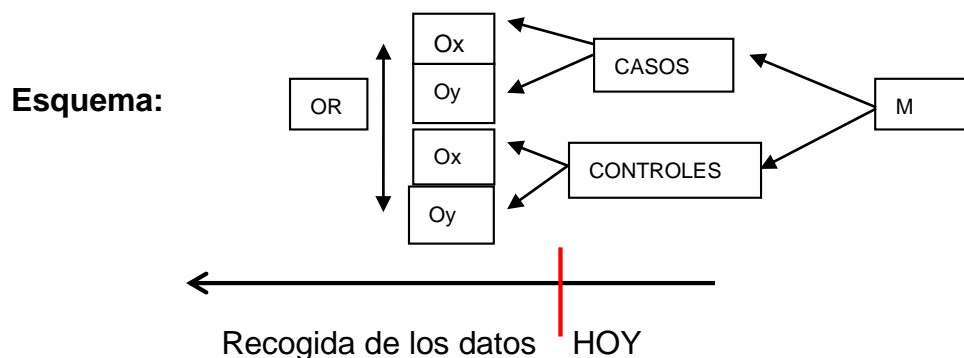 Ox
CASOS
Esquema:
OR
Oy
M
Ox
CONTROLES
Oy
Recogida de los datos
HOY